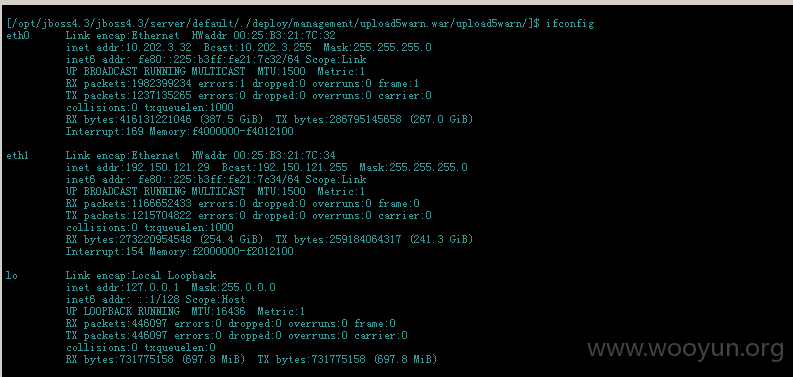 [/opt/jboss4.3/jboss4.3/server/default/./deploy/management/upload5warn.war/upload5warn/]$ ifconfig
eth0 Link encap:Ethernet HWaddr 00:25:B3:21:7C:32
inet addr:10.202.3.32 Bcast:10.202.3.255 Mask:255.255.255.0
inet6 addr: fe80::225:b3ff:fe21:7c32/64 Scope:Link
UP BROADCAST RUNNING MULTICAST MTU:1500 Metric:1
RX packets:1982399234 errors:1 dropped:0 overruns:0 frame:1
TX packets:1237135265 errors:0 dropped:0 overruns:0 carrier:0
collisions:0 txqueuelen:1000
RX bytes:416131221046 (387.5 GiB) TX bytes:286795145658 (267.0 GiB)
Interrupt:169 Memory:f4000000-f4012100
eth1 Link encap:Ethernet HWaddr 00:25:B3:21:7C:34
inet addr:192.150.121.29 Bcast:192.150.121.255 Mask:255.255.255.0
inet6 addr: fe80::225:b3ff:fe21:7c34/64 Scope:Link
UP BROADCAST RUNNING MULTICAST MTU:1500 Metric:1
RX packets:1166652433 errors:0 dropped:0 overruns:0 frame:0
TX packets:1215704822 errors:0 dropped:0 overruns:0 carrier:0
collisions:0 txqueuelen:1000
RX bytes:273220954548 (254.4 GiB) TX bytes:259184064317 (241.3 GiB)
Interrupt:154 Memory:f2000000-f2012100
lo Link encap:Local Loopback
inet addr:127.0.0.1 Mask:255.0.0.0
inet6 addr: ::1/128 Scope:Host
UP LOOPBACK RUNNING MTU:16436 Metric:1
RX packets:446097 errors:0 dropped:0 overruns:0 frame:0
TX packets:446097 errors:0 dropped:0 overruns:0 carrier:0
collisions:0 txqueuelen:0
RX bytes:731775158 (697.8 MiB) TX bytes:731775158 (697.8 MiB)
www.wooyun.org